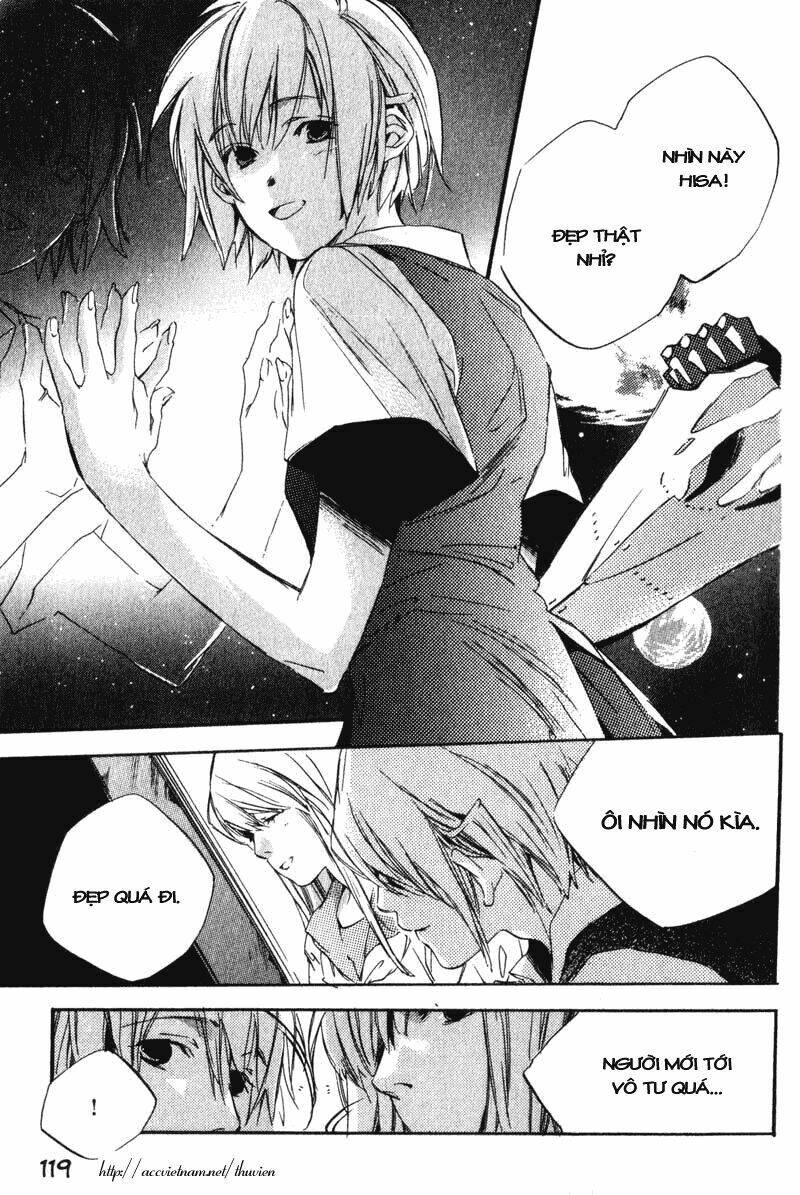 NHÌN NÀY
HISA!
ĐẸP THẬT
NHỈ?
ÔI NHÌN NÓ KÌA.
ĐẸP QUÁ ĐI.
NGƯỜI MỚI TỚI
VÔ TƯ QUÁ...
!
119
http://accvietnam.net/thuvien